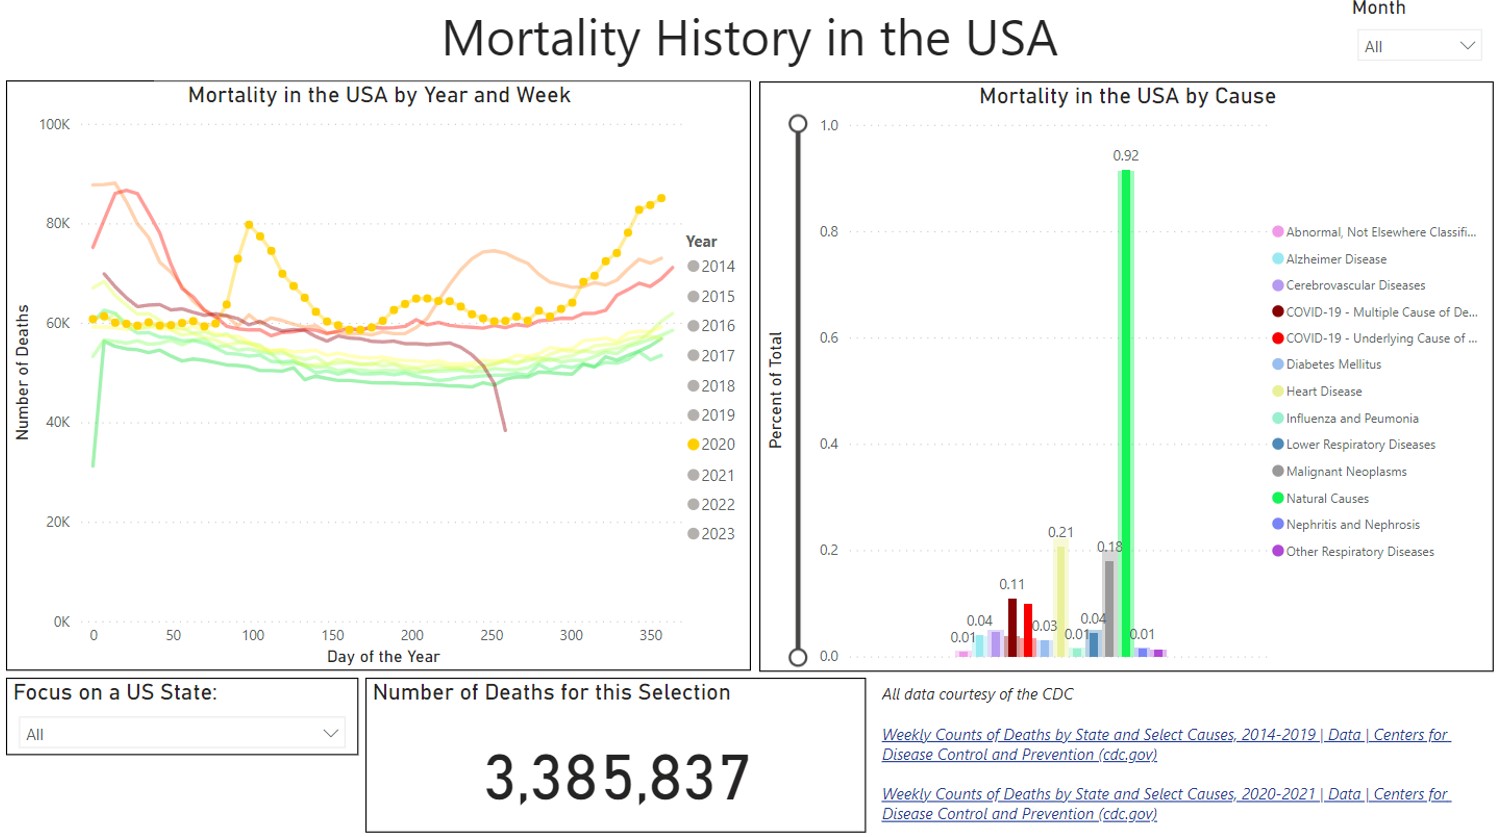 Mortality History in the USA
Month
All
Mortality in the USA by Year and Week
100K
80K
60K
40K
20K
0K
Number of Deaths
0 50 100 150 200 250 300 350
Day of the Year
Year
2014
2015
2016
2017
2018
2019
2020
2021
2022
2023
Mortality in the USA by Cause
1.0
0.8
0.6
0.4
0.2
0.0
Percent of Total
0.01
0.04
0.11
0.03
0.21
0.01
0.04
0.18
0.92
0.01
Abnormal, Not Elsewhere Classifi...
Alzheimer Disease
Cerebrovascular Diseases
COVID-19 - Multiple Cause of De...
COVID-19 - Underlying Cause of ...
Diabetes Mellitus
Heart Disease
Influenza and Peumonia
Lower Respiratory Diseases
Malignant Neoplasms
Natural Causes
Nephritis and Nephrosis
Other Respiratory Diseases
Focus on a US State:
All
Number of Deaths for this Selection
3,385,837
All data courtesy of the CDC
Weekly Counts of Deaths by State and Select Causes, 2014-2019 | Data | Centers for
Disease Control and Prevention (cdc.gov)
Weekly Counts of Deaths by State and Select Causes, 2020-2021 | Data | Centers for
Disease Control and Prevention (cdc.gov)